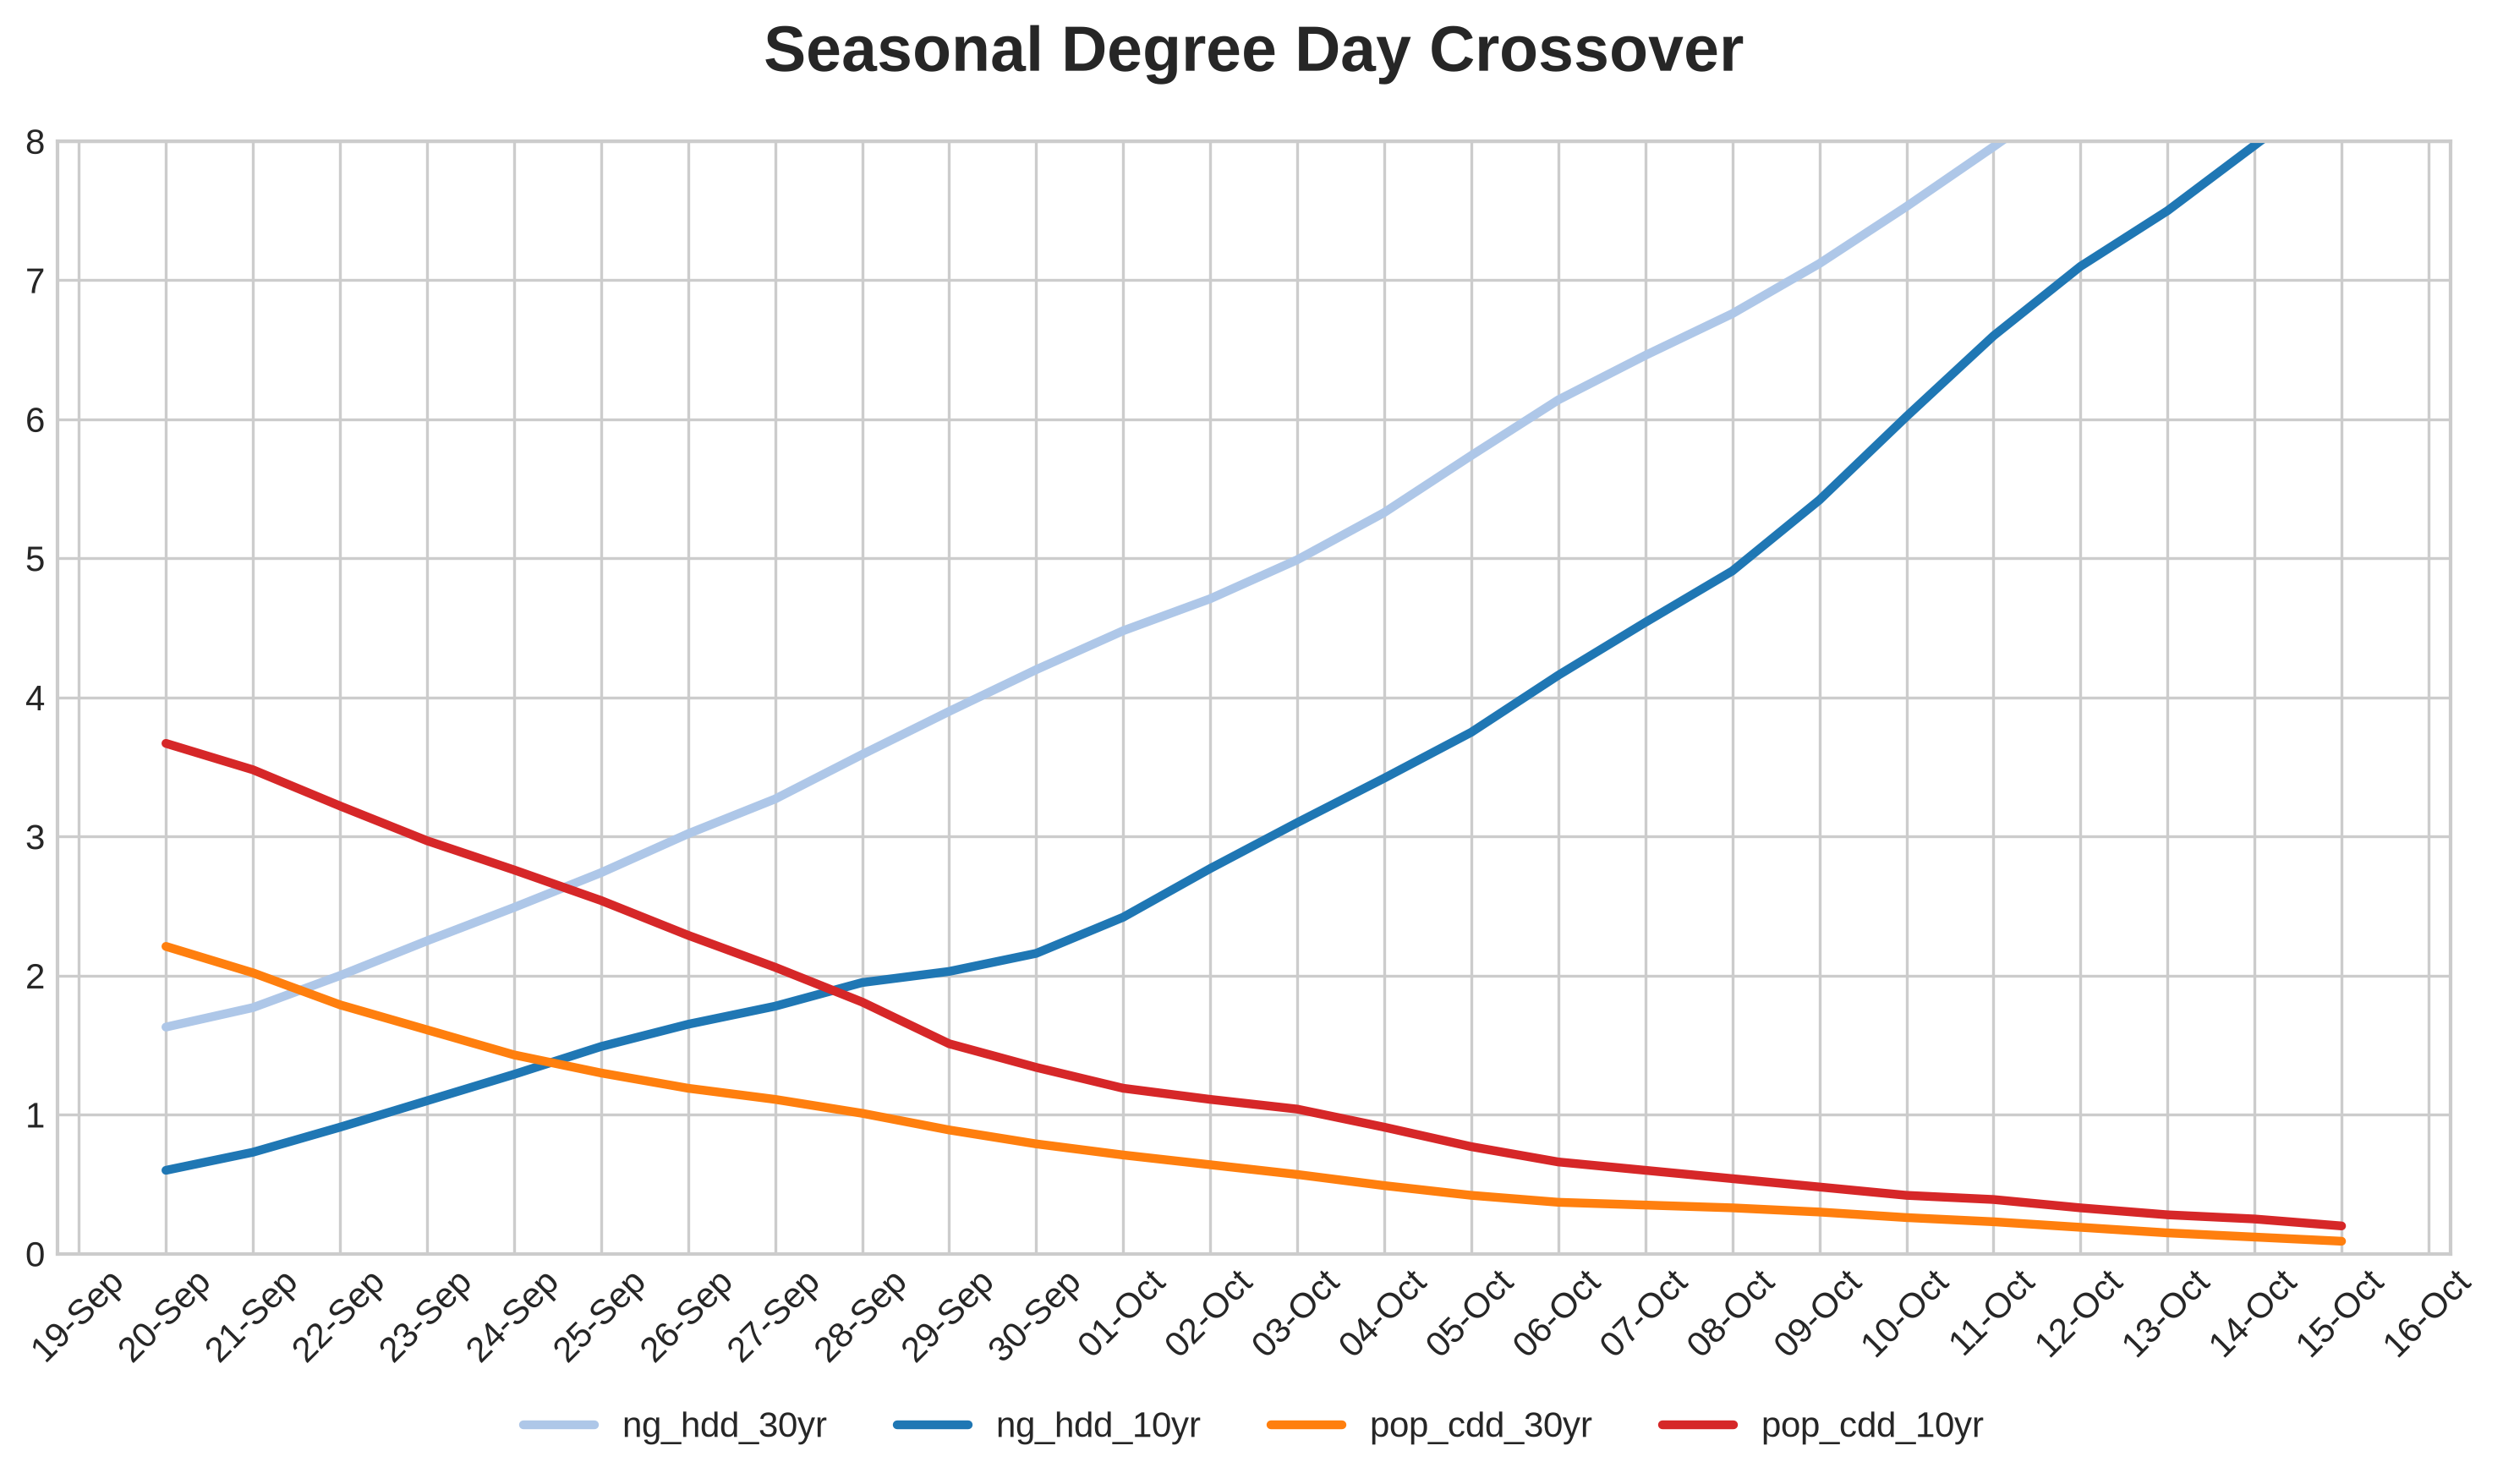 Seasonal Degree Day Crossover
8
7
6
5
4
3
2
1
0
19-Sep
20-Sep
21-Sep
22-Sep
23-Sep
24-Sep
25-Sep
26-Sep
27-Sep
28-Sep
29-Sep
30-Sep
01-Oct
02-Oct
03-Oct
04-Oct
05-Oct
06-Oct
07-Oct
08-Oct
09-Oct
10-Oct
11-Oct
12-Oct
13-Oct
14-Oct
15-Oct
16-Oct
ng_hdd_30yr ng_hdd_10yr pop_cdd_30yr pop_cdd_10yr